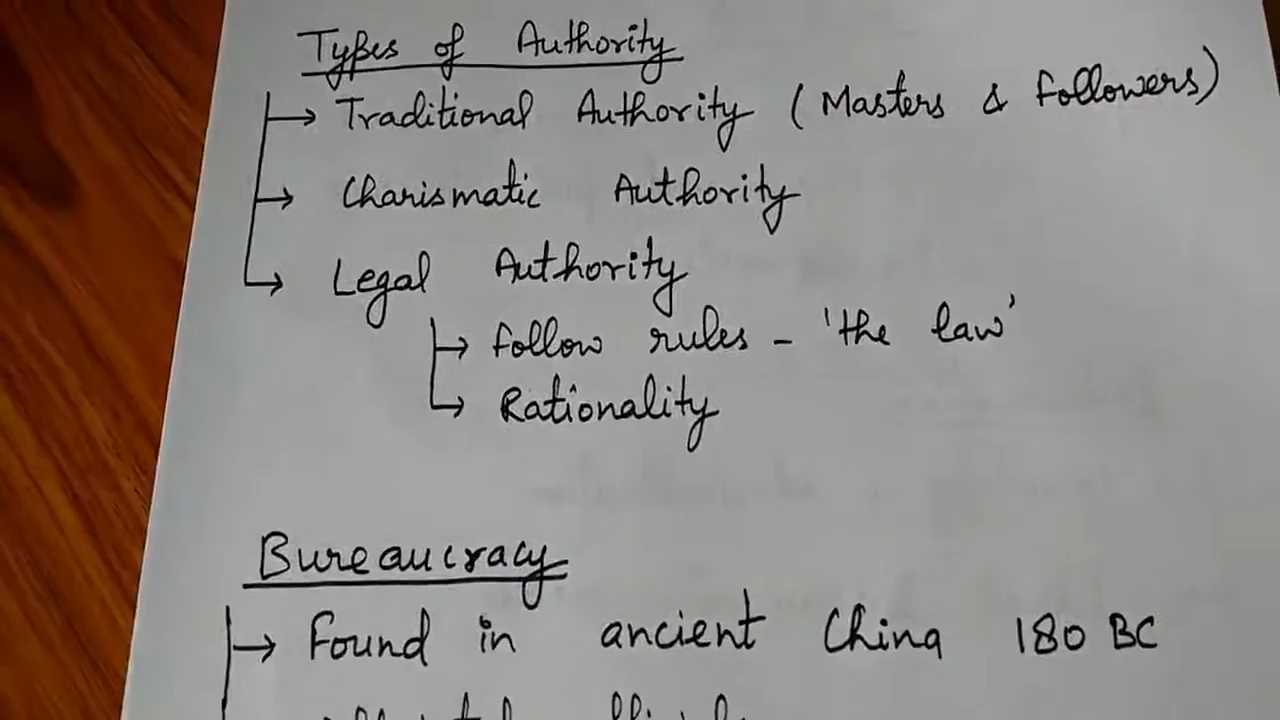 Types of Authority
Traditional Authority (Masters & Followers)
Charismatic Authority
Legal Authority
Follow rules - 'the law'
Rationality
Bureaucracy
Found in ancient China 180 BC